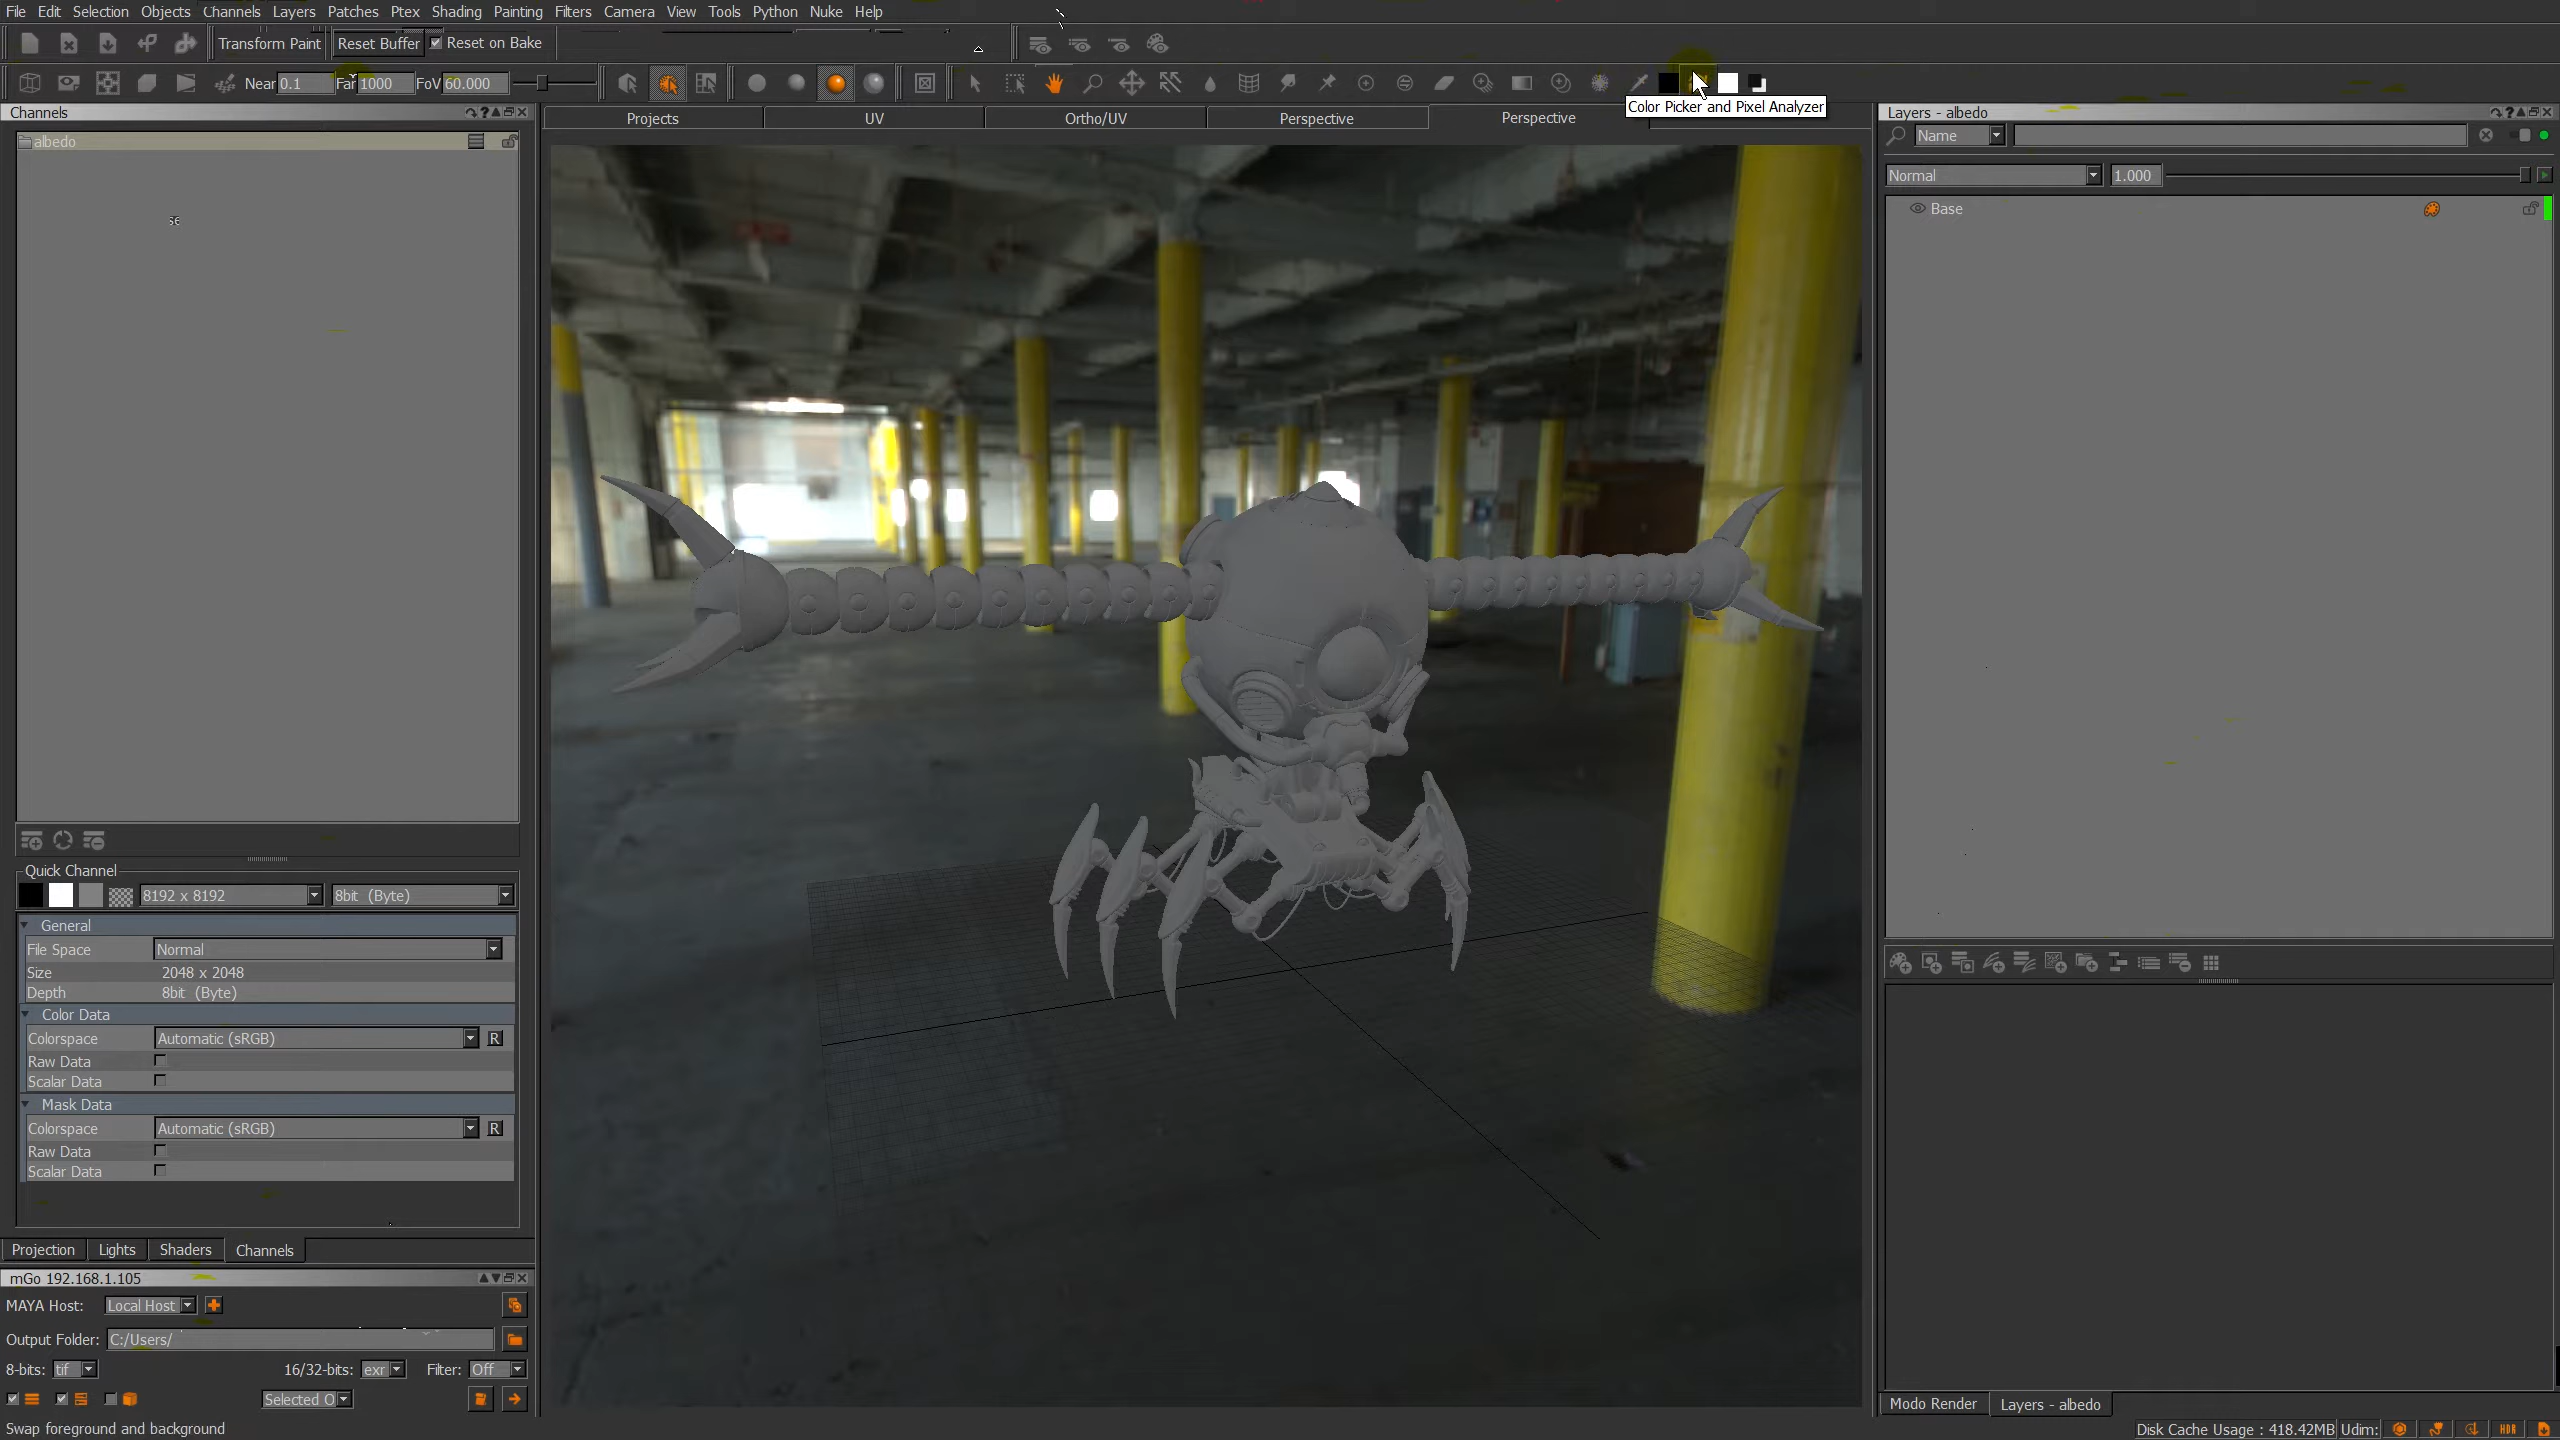 File Edit Selection Objects Channels Layers Patches Ptex Shading Painting Filters Camera View Tools Python Nuke Help
Transform Paint Reset Buffer Reset on Bake
Near 0.1 Far 1000 FoV 60.000
Color Picker and Pixel Analyzer
Channels
albedo
Projects UV Ortho/UV Perspective Perspective
Layers - albedo
Name
Normal 1.000
Base
Quick Channel
8192 x 8192 8bit (Byte)
General
File Space Normal
Size 2048 x 2048
Depth 8bit (Byte)
Color Data
Colorspace Automatic (sRGB) R
Raw Data
Scalar Data
Mask Data
Colorspace Automatic (sRGB) R
Raw Data
Scalar Data
Projection Lights Shaders Channels
mGo 192.168.1.105
MAYA Host: Local Host
Output Folder: C:/Users/
8-bits: tif 16/32-bits: exr Filter: Off
Selected O
Swap foreground and background
Modo Render Layers - albedo
Disk Cache Usage : 418.42MB Udim: HDR